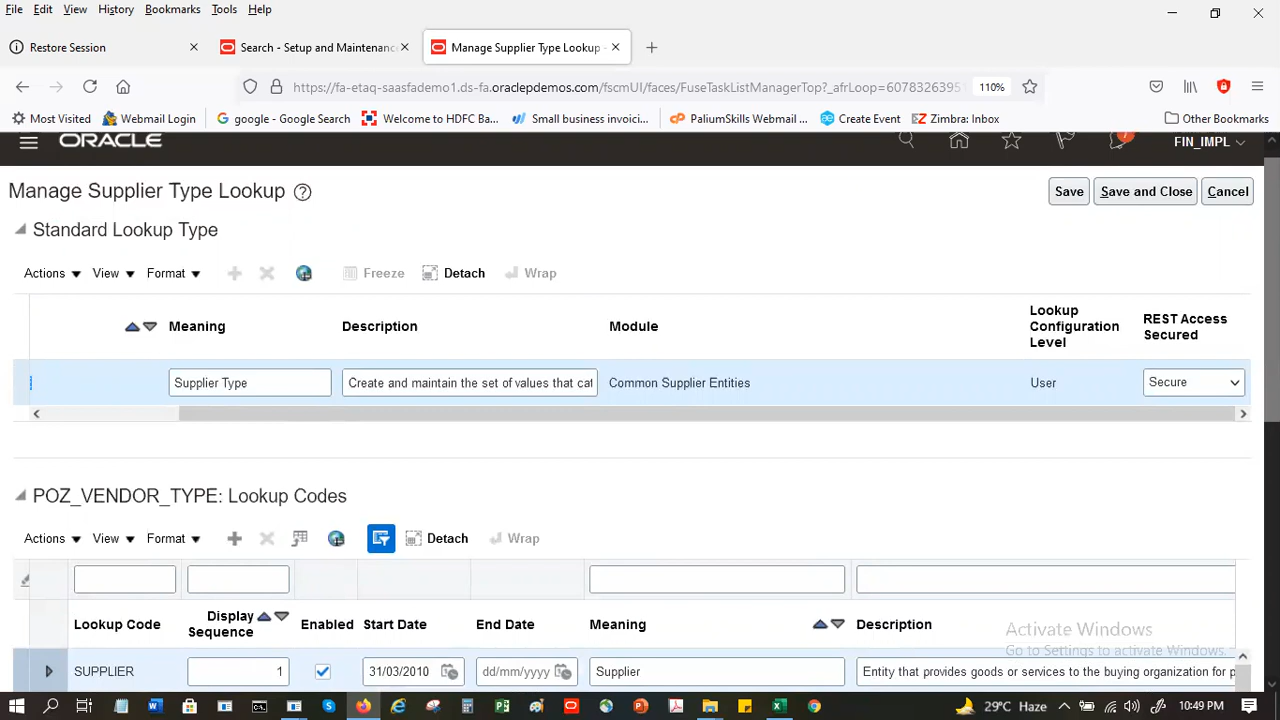 File Edit View History Bookmarks Tools Help
Restore Session × Search - Setup and Maintenance × Manage Supplier Type Lookup - ×
https://fa-etaq-saasfademo1.ds-fa.oraclepdemos.com/fscmUI/faces/FuseTaskListManagerTop?_afrLoop=6078326395 110%
Most Visited Webmail Login google - Google Search Welcome to HDFC Ba... Small business invoici... PaliumSkills Webmail ... Create Event Zimbra: Inbox Other Bookmarks
ORACLE 7 FIN_IMPL
Manage Supplier Type Lookup ? Save Save and Close Cancel
Standard Lookup Type
Actions View Format Freeze Detach Wrap
Meaning Description Module Lookup Configuration Level REST Access Secured
Supplier Type Create and maintain the set of values that cat Common Supplier Entities User Secure
POZ_VENDOR_TYPE: Lookup Codes
Actions View Format Detach Wrap
Lookup Code Display Sequence Enabled Start Date End Date Meaning Description
Activate Windows
Go to Settings to activate Windows.
SUPPLIER 1 31/03/2010 dd/mm/yyyy Supplier Entity that provides goods or services to the buying organization for p
29°C Haze 10:49 PM